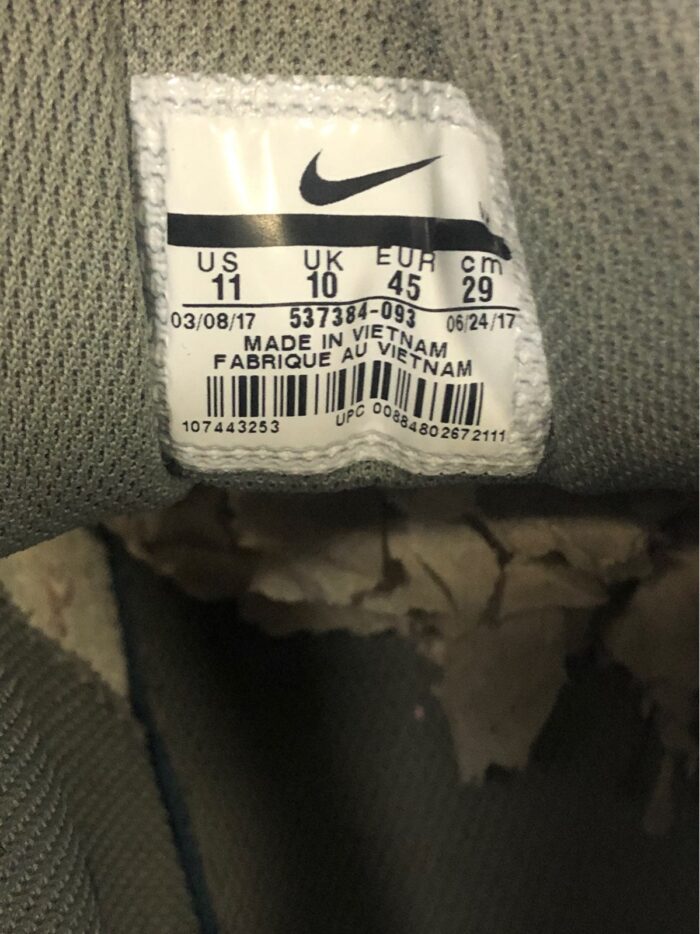 US UK EUR cm
11 10 45 29
03/08/17 537384-093 06/24/17
MADE IN VIETNAM
FABRIQUE AU VIETNAM
107443253 UPC 00884802672111